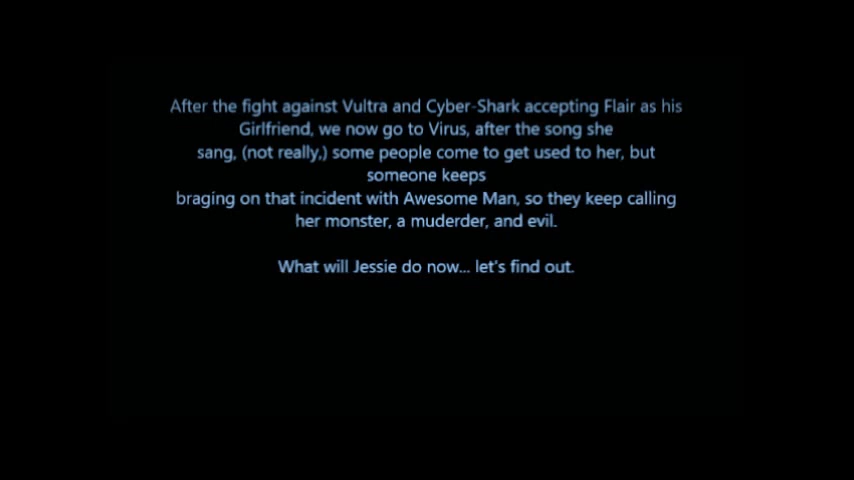 After the fight against Vultra and Cyber-Shark accepting Flair as his
Girlfriend, we now go to Virus, after the song she
sang, (not really,) some people come to get used to her, but
someone keeps
braging on that incident with Awesome Man, so they keep calling
her monster, a muderder, and evil.
What will Jessie do now... let's find out.